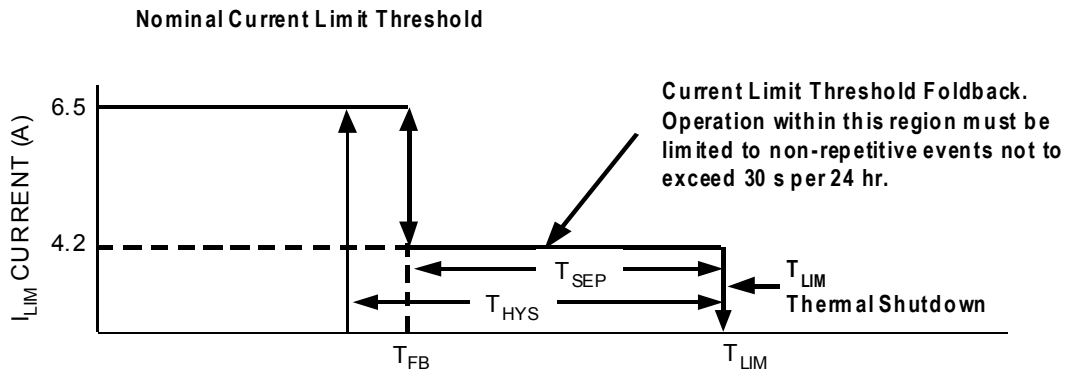 Nominal Current Limit Threshold
Current Limit Threshold Foldback.
Operation within this region must be
limited to non-repetitive events not to
exceed 30 s per 24 hr.
6.5
4.2
I_LIM CURRENT (A)
T_SEP
T_HYS
T_LIM
Thermal Shutdown
T_FB
T_LIM